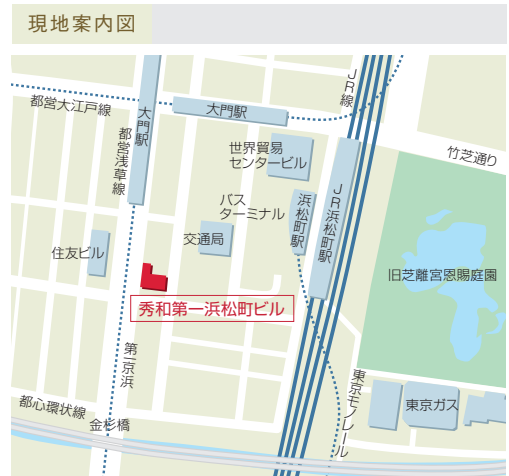 現地案内図
JR線
都営大江戸線
大門駅
大門駅
都営浅草線
世界貿易
センタービル
竹芝通り
バス
ターミナル
浜松町駅
JR浜松町駅
住友ビル
交通局
旧芝離宮恩賜庭園
秀和第一浜松町ビル
第一京浜
東京モノレール
東京ガス
都心環状線
金杉橋